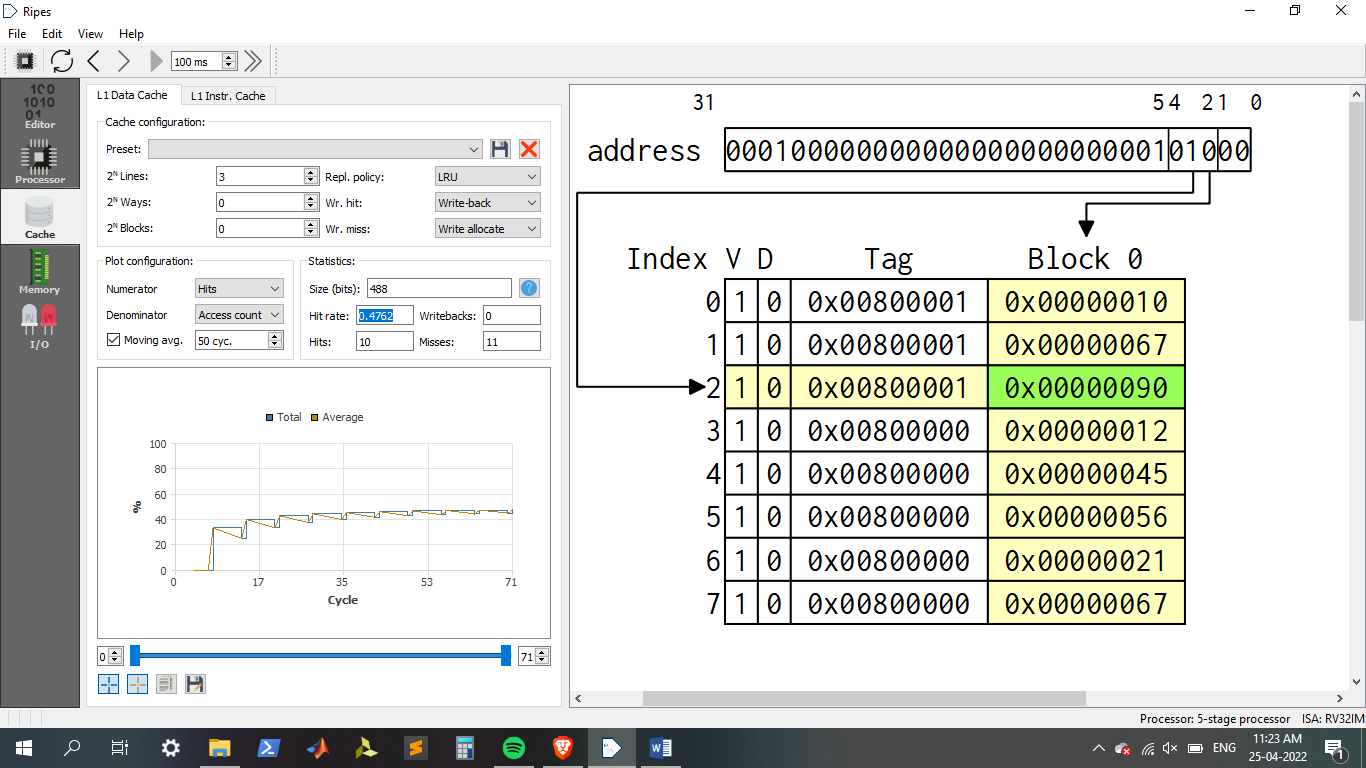 Ripes
File Edit View Help
100 ms
Editor
Processor
Cache
Memory
I/O
L1 Data Cache L1 Instr. Cache
Cache configuration:
Preset:
2ᴺ Lines: 3 Repl. policy: LRU
2ᴺ Ways: 0 Wr. hit: Write-back
2ᴺ Blocks: 0 Wr. miss: Write allocate
Plot configuration:
Numerator Hits
Denominator Access count
Moving avg. 50 cyc.
Statistics:
Size (bits): 488
Hit rate: 0.4762 Writebacks: 0
Hits: 10 Misses: 11
Total Average
100
80
60
40
20
0
%
0 17 35 53 71
Cycle
0 71
31 5 4 2 1 0
address 00010000000000000000000000101000
Index V D Tag Block 0
0 1 0 0x00800001 0x00000010
1 1 0 0x00800001 0x00000067
2 1 0 0x00800001 0x00000090
3 1 0 0x00800000 0x00000012
4 1 0 0x00800000 0x00000045
5 1 0 0x00800000 0x00000056
6 1 0 0x00800000 0x00000021
7 1 0 0x00800000 0x00000067
Processor: 5-stage processor ISA: RV32IM
ENG
11:23 AM
25-04-2022
1